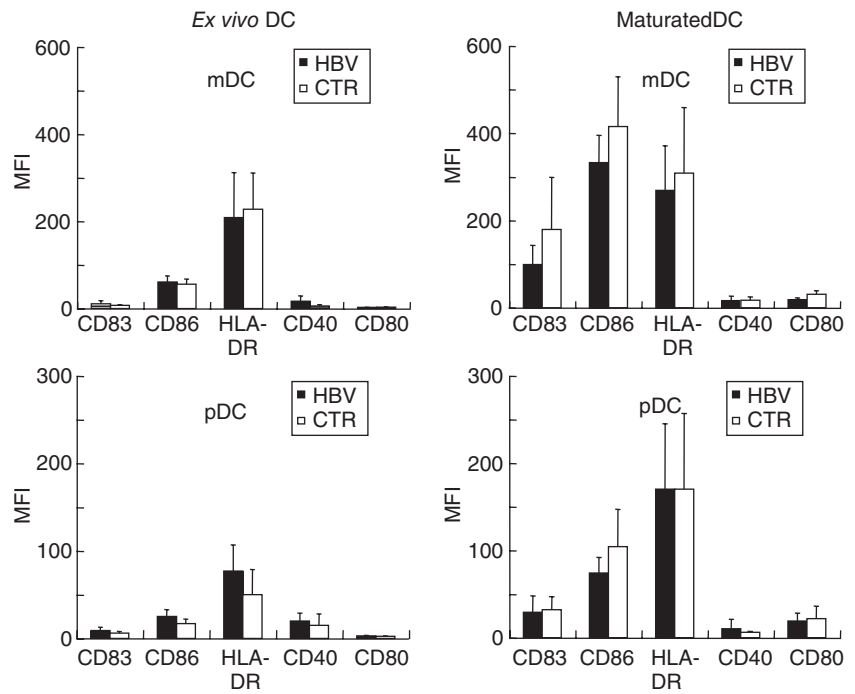 Ex vivo DC
600
400
200
0
MFI
mDC
HBV
CTR
CD83 CD86 HLA-DR CD40 CD80
MaturatedDC
600
400
200
0
MFI
mDC
HBV
CTR
CD83 CD86 HLA-DR CD40 CD80
300
200
100
0
MFI
pDC
HBV
CTR
CD83 CD86 HLA-DR CD40 CD80
300
200
100
0
MFI
pDC
HBV
CTR
CD83 CD86 HLA-DR CD40 CD80